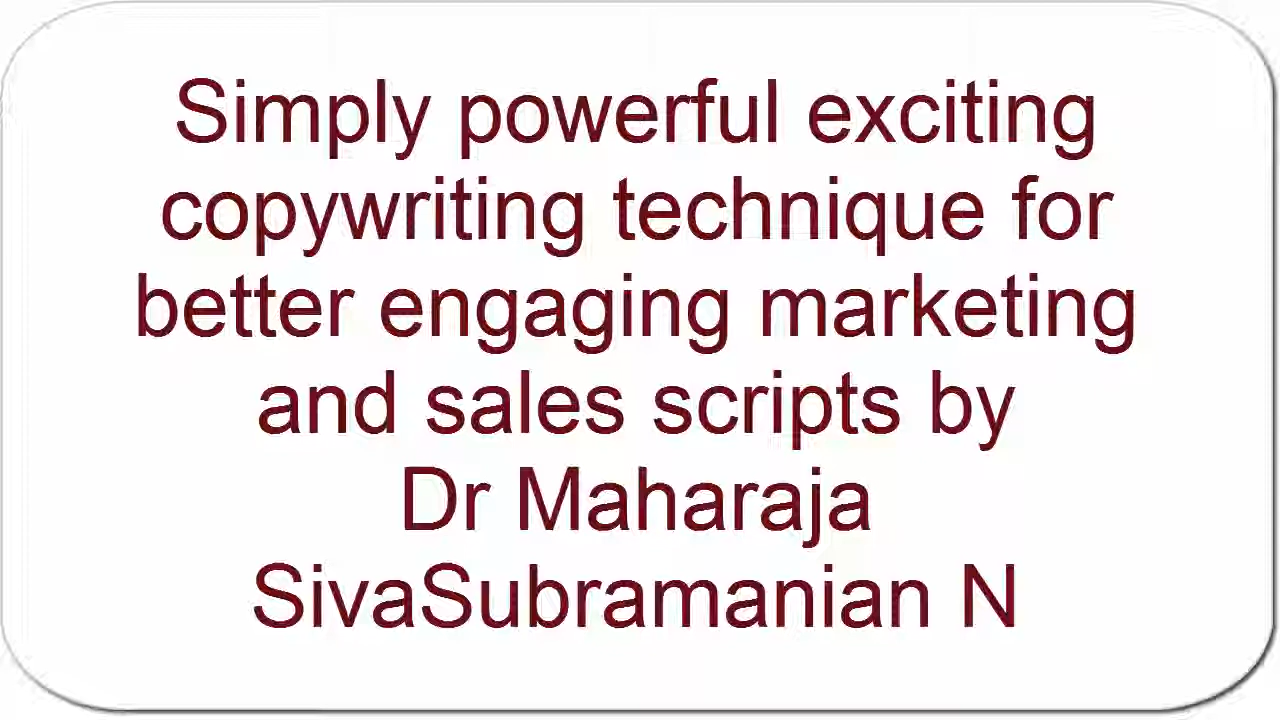 Simply powerful exciting
copywriting technique for
better engaging marketing
and sales scripts by
Dr Maharaja
SivaSubramanian N